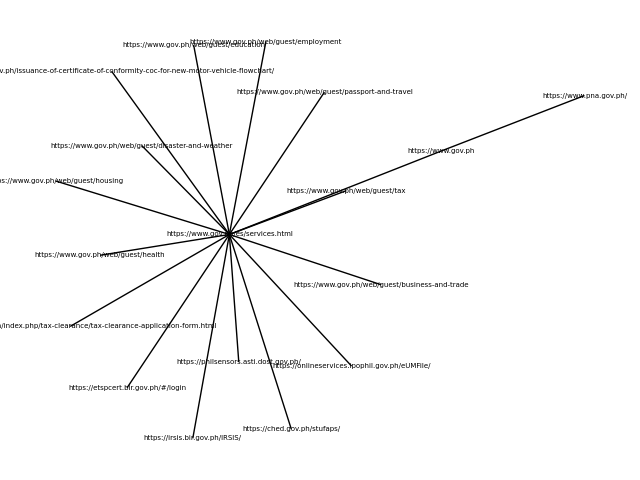 https://www.gov.ph/web/guest/employment
https://www.gov.ph/web/guest/education
v.ph/issuance-of-certificate-of-conformity-coc-for-new-motor-vehicle-flowchart/
https://www.gov.ph/web/guest/passport-and-travel
https://www.pna.gov.ph/
https://www.gov.ph/web/guest/disaster-and-weather
https://www.gov.ph
s://www.gov.ph/web/guest/housing
https://www.gov.ph/web/guest/tax
https://www.gov.ph/es/services.html
https://www.gov.ph/web/guest/health
https://www.gov.ph/web/guest/business-and-trade
/index.php/tax-clearance/tax-clearance-application-form.html
https://philsensors.asti.dost.gov.ph/
https://onlineservices.ipophil.gov.ph/eUMFile/
https://etspcert.bir.gov.ph/#/login
https://ched.gov.ph/stufaps/
https://irsis.bir.gov.ph/IRSIS/